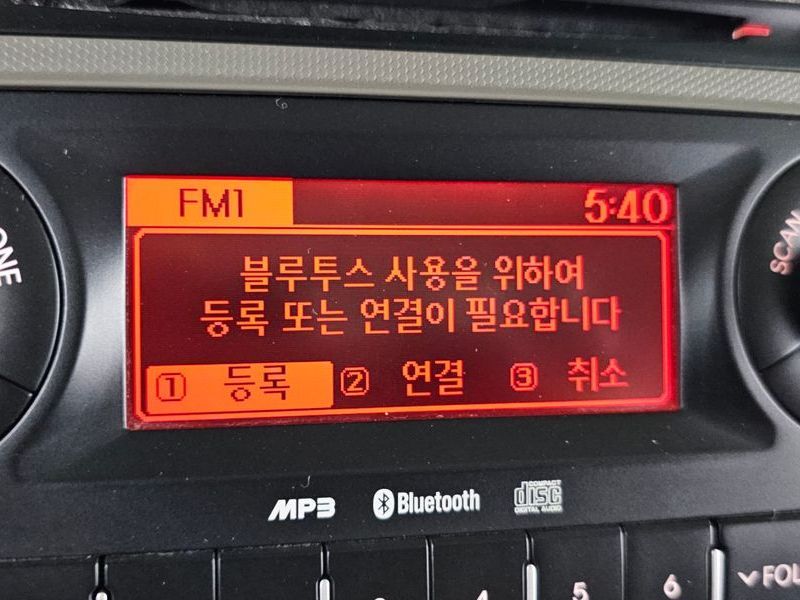 FM1 5:40
블루투스 사용을 위하여
등록 또는 연결이 필요합니다
① 등록 ② 연결 ③ 취소
SCAN
MP3 Bluetooth COMPACT disc DIGITAL AUDIO
4 5 6